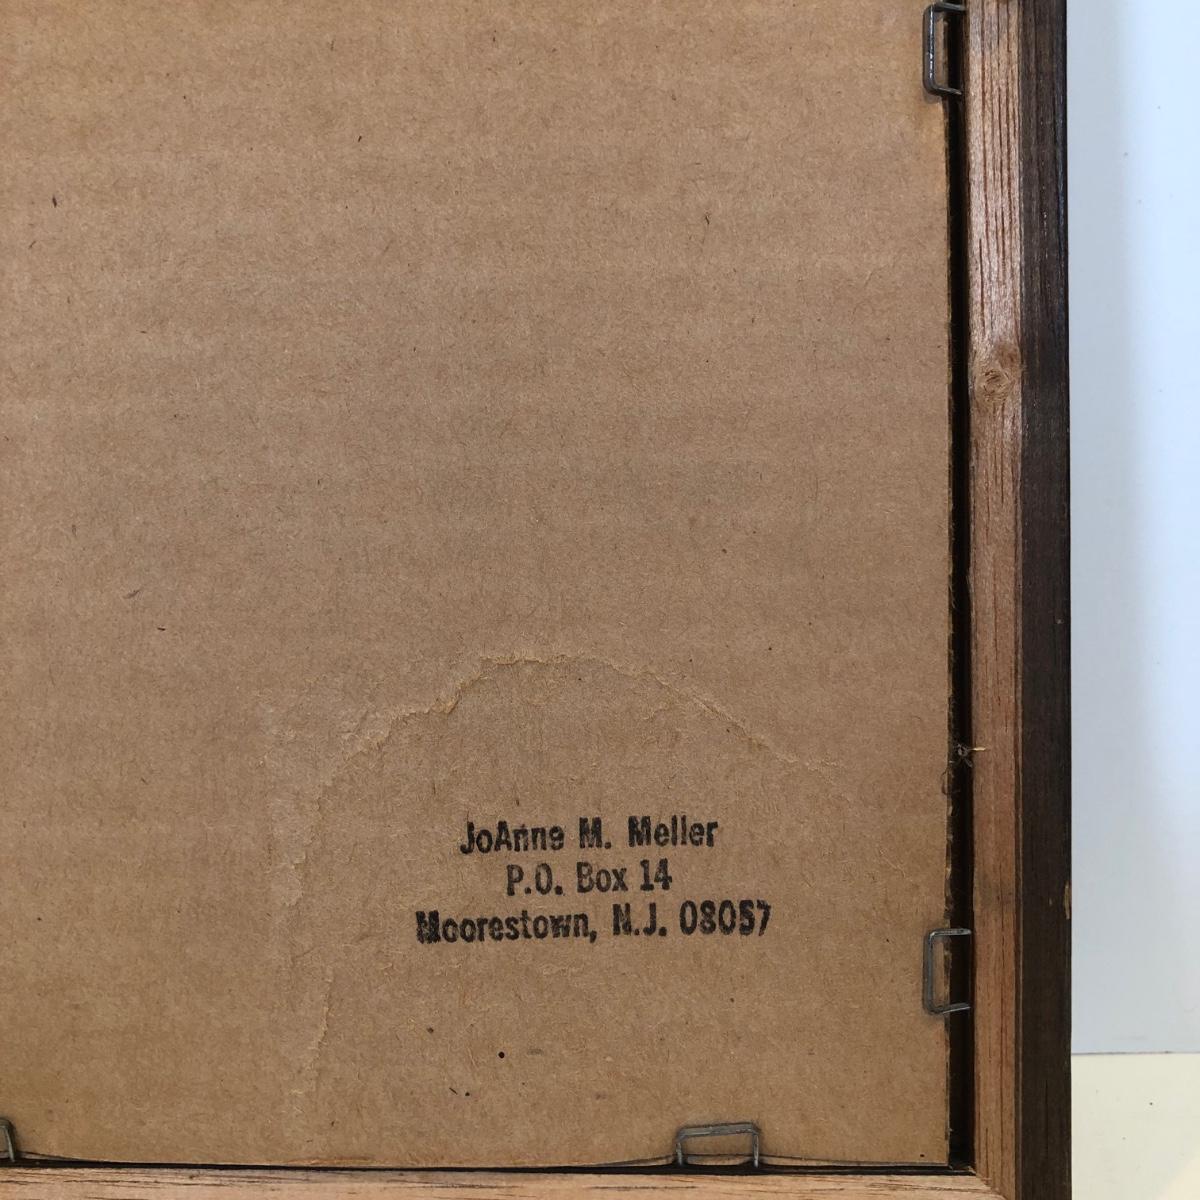 JoAnne M. Meller
P.O. Box 14
Moorestown, N.J. 08057